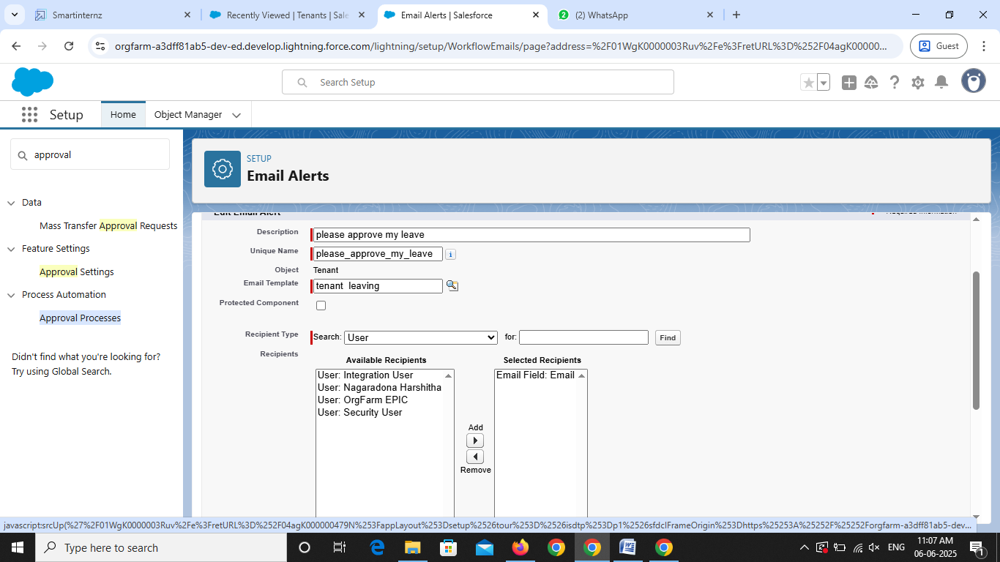 Smartinternz
Recently Viewed | Tenants | Sale
Email Alerts | Salesforce
2
(2) WhatsApp
orgfarm-a3dff81ab5-dev-ed.develop.lightning.force.com/lightning/setup/WorkflowEmails/page?address=%2F01WgK0000003Ruv%2Fe%3FretURL%3D%252F04agK00000...
Guest
Search Setup
Setup
Home
Object Manager
approval
SETUP
Email Alerts
Data
Mass Transfer Approval Requests
Feature Settings
Approval Settings
Process Automation
Approval Processes
Didn't find what you're looking for?
Try using Global Search.
Edit Email Alert
= Required Information
Description
please approve my leave
Unique Name
please_approve_my_leave
i
Object
Tenant
Email Template
tenant leaving
Protected Component
Recipient Type
Search:
User
for:
Find
Recipients
Available Recipients
Selected Recipients
User: Integration User
User: Nagaradona Harshitha
User: OrgFarm EPIC
User: Security User
Email Field: Email
Add
Remove
javascript:srcUp(%27%2F01WgK0000003Ruv%2Fe%3FretURL%3D%252F04agK000000479N%253FappLayout%253Dsetup%2526tour%253D%2526isdtp%253Dp1%2526sfdcIFrameOrigin%253Dhttps%25253A%25252F%25252Forgfarm-a3dff81ab5-dev...
Type here to search
ENG
11:07 AM
06-06-2025
1